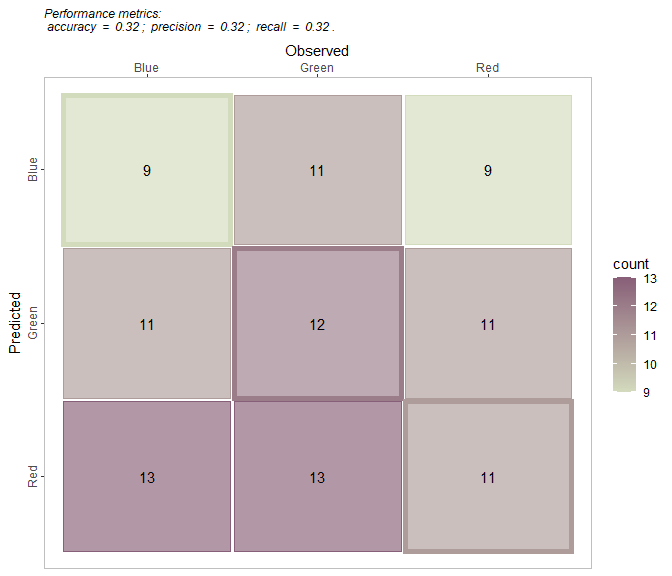 Performance metrics:
accuracy = 0.32 ; precision = 0.32 ; recall = 0.32 .
Observed
Blue Green Red
Blue 9 11 9
Green 11 12 11
Red 13 13 11
Predicted
count
13
12
11
10
9